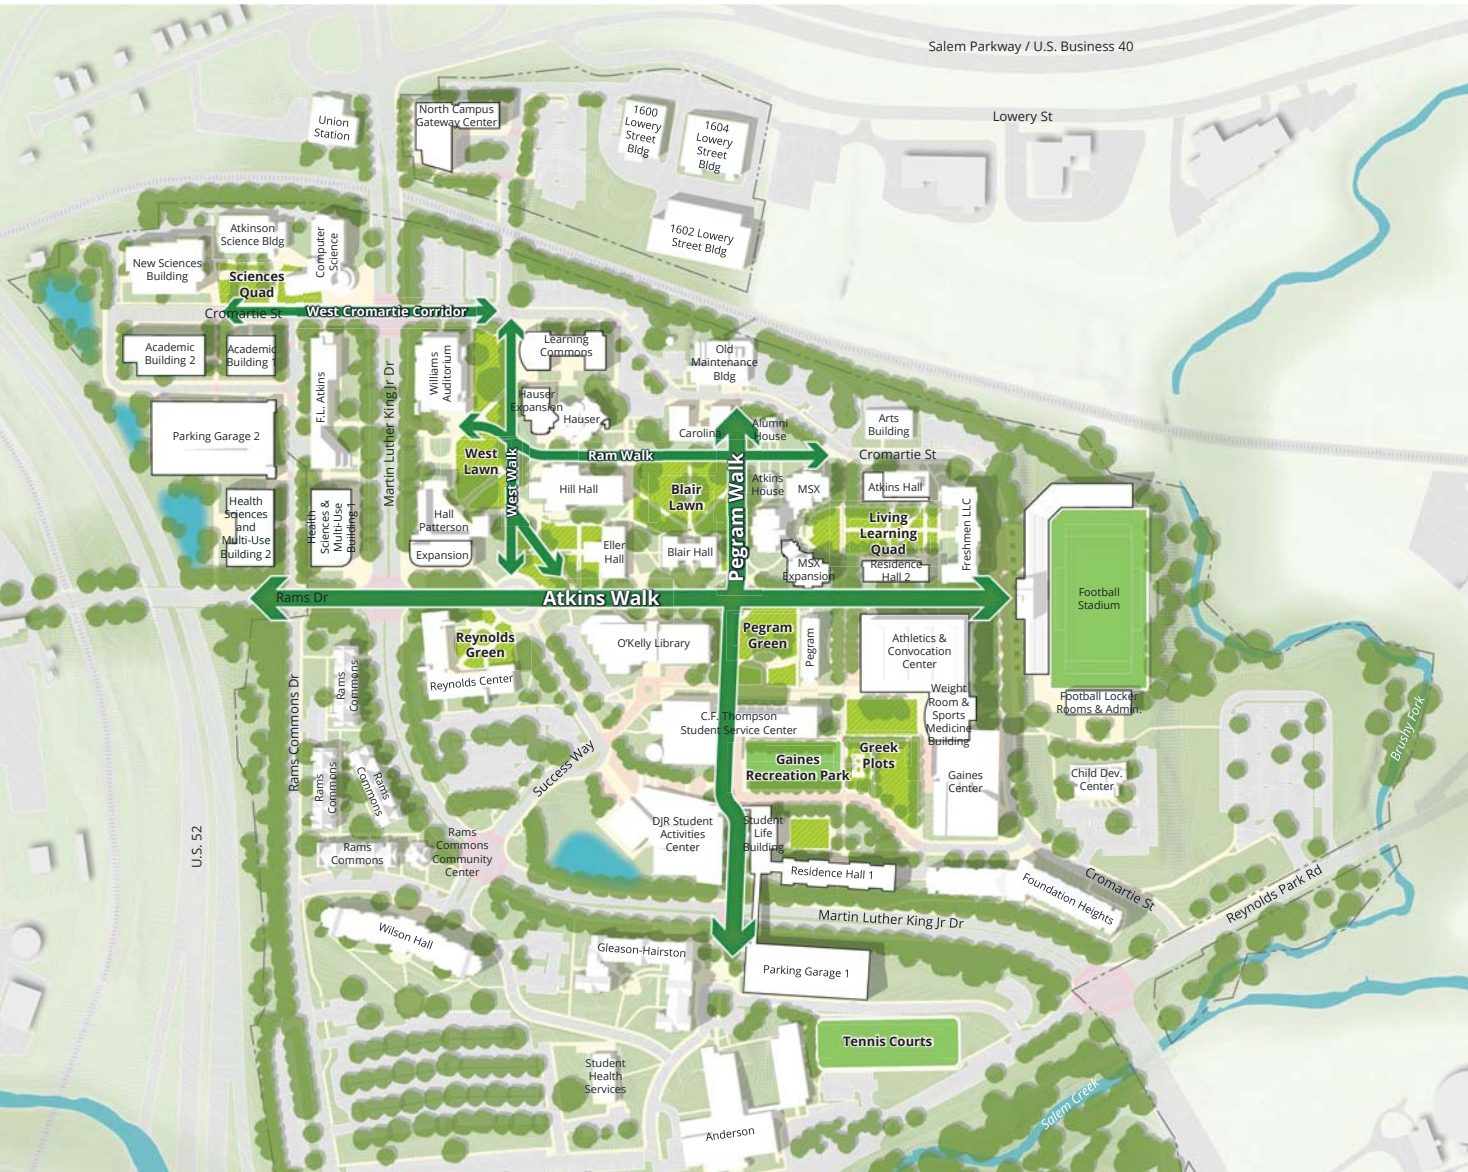 Salem Parkway / U.S. Business 40
Lowery St
Union
Station
North Campus
Gateway Center
1600
Lowery
Street
Bldg
1604
Lowery
Street
Bldg
1602 Lowery
Street Bldg
Atkinson
Science Bldg
Computer
Science
New Sciences
Building
Sciences
Quad
Cromartie St
West Cromartie Corridor
Academic
Building 2
Academic
Building 1
F.L. Atkins
Martin Luther King Jr Dr
Williams
Auditorium
Learning
Commons
Old
Maintenance
Bldg
Hauser
Expansion
Hauser
Carolina
Alumni
House
Arts
Building
Parking Garage 2
West
Lawn
West Walk
Ram Walk
Cromartie St
Pegram Walk
Hill Hall
Blair
Lawn
Atkins
House
MSX
Atkins Hall
Health
Sciences
and
Multi-Use
Building 2
Health
Sciences &
Multi-Use
Building 1
Hall
Patterson
Expansion
Eller
Hall
Blair Hall
MSX
Expansion
Living
Learning
Quad
Residence
Hall 2
Freshmen LLC
Football
Stadium
Rams Dr
Atkins Walk
Reynolds
Green
Reynolds Center
O'Kelly Library
Pegram
Green
Pegram
Athletics &
Convocation
Center
Weight
Room &
Sports
Medicine
Building
Football Locker
Rooms & Admin.
Rams
Commons
Rams Commons Dr
C.F. Thompson
Student Service Center
Gaines
Recreation Park
Greek
Plots
Gaines
Center
Child Dev.
Center
Brushy Fork
Success Way
Rams
Commons
Rams
Commons
Rams
Commons
Rams
Commons
Community
Center
U.S. 52
DJR Student
Activities
Center
Student
Life
Building
Residence Hall 1
Foundation Heights
Cromartie St
Reynolds Park Rd
Martin Luther King Jr Dr
Wilson Hall
Gleason-Hairston
Parking Garage 1
Tennis Courts
Student
Health
Services
Anderson
Salem Creek